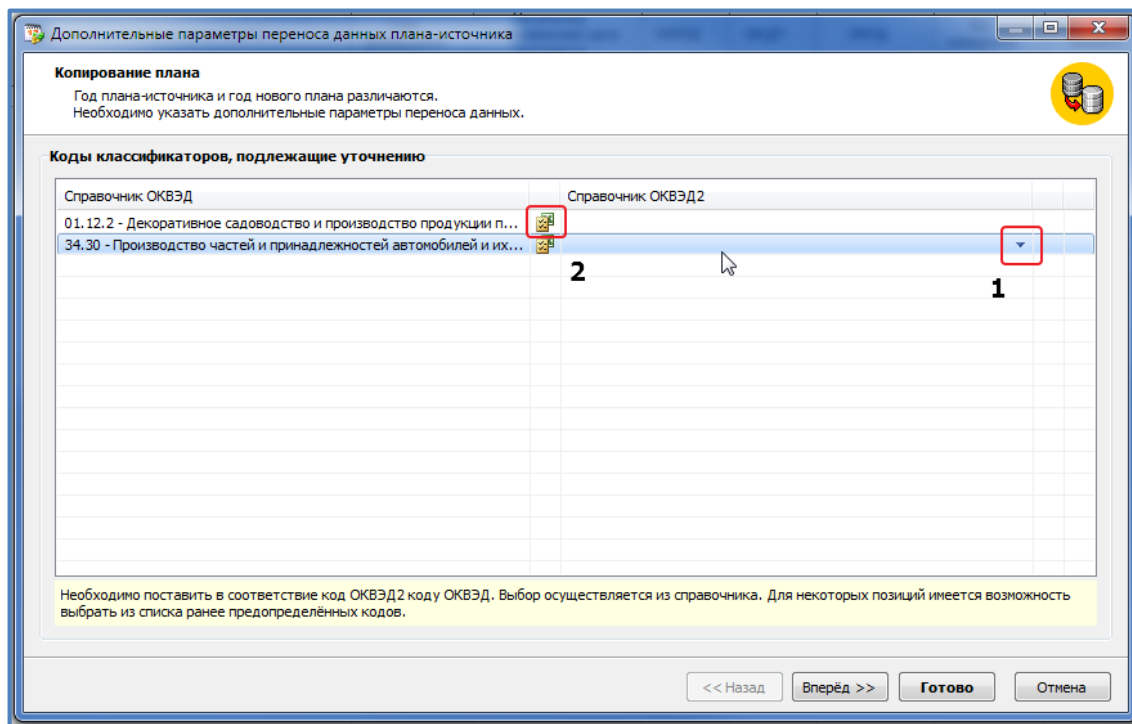 Дополнительные параметры переноса данных плана-источника
Копирование плана
Год плана-источника и год нового плана различаются.
Необходимо указать дополнительные параметры переноса данных.
Коды классификаторов, подлежащие уточнению
Справочник ОКВЭД Справочник ОКВЭД2
01.12.2 - Декоративное садоводство и производство продукции п...
34.30 - Производство частей и принадлежностей автомобилей и их...
2
1
Необходимо поставить в соответствие код ОКВЭД2 коду ОКВЭД. Выбор осуществляется из справочника. Для некоторых позиций имеется возможность
выбрать из списка ранее предопределённых кодов.
<< Назад Вперёд >> Готово Отмена